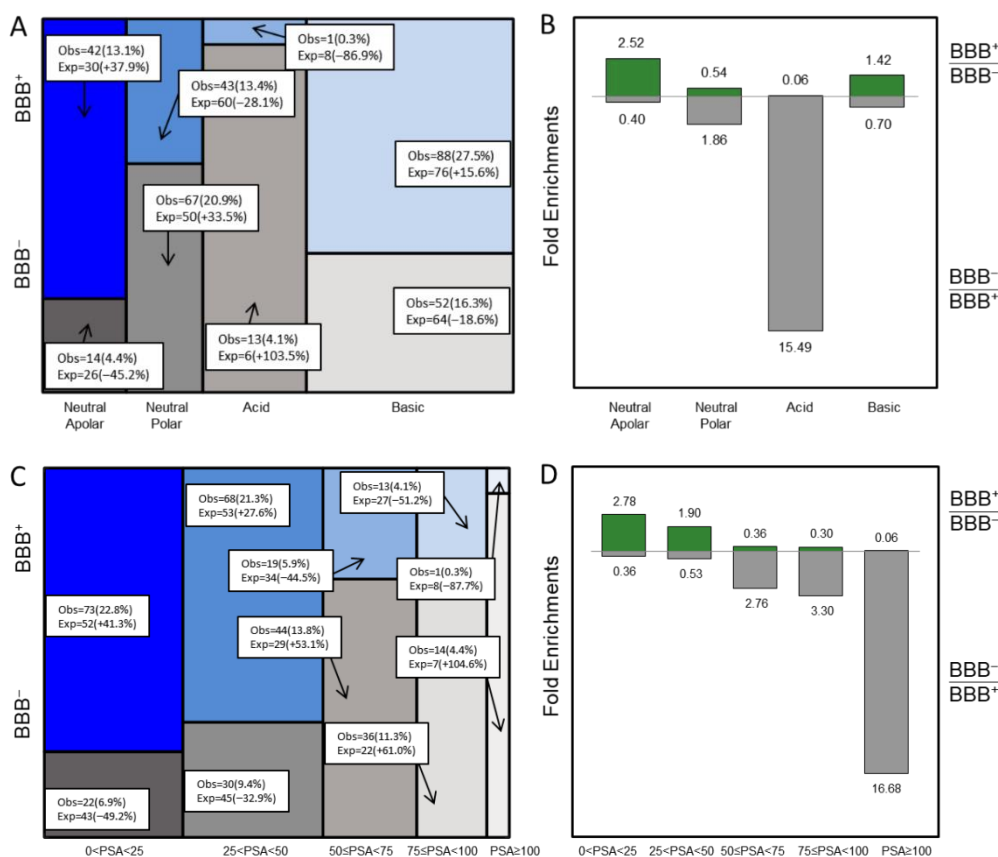 A
BBB⁺
BBB⁻
Obs=42(13.1%)
Exp=30(+37.9%)
Obs=1(0.3%)
Exp=8(−86.9%)
Obs=43(13.4%)
Exp=60(−28.1%)
Obs=88(27.5%)
Exp=76(+15.6%)
Obs=67(20.9%)
Exp=50(+33.5%)
Obs=52(16.3%)
Exp=64(−18.6%)
Obs=13(4.1%)
Exp=6(+103.5%)
Obs=14(4.4%)
Exp=26(−45.2%)
Neutral
Apolar
Neutral
Polar
Acid
Basic
B
Fold Enrichments
2.52
0.54
0.06
1.42
0.40
1.86
15.49
0.70
Neutral
Apolar
Neutral
Polar
Acid
Basic
BBB⁺
BBB⁻
BBB⁻
BBB⁺
C
BBB⁺
BBB⁻
Obs=68(21.3%)
Exp=53(+27.6%)
Obs=13(4.1%)
Exp=27(−51.2%)
Obs=19(5.9%)
Exp=34(−44.5%)
Obs=1(0.3%)
Exp=8(−87.7%)
Obs=73(22.8%)
Exp=52(+41.3%)
Obs=44(13.8%)
Exp=29(+53.1%)
Obs=14(4.4%)
Exp=7(+104.6%)
Obs=36(11.3%)
Exp=22(+61.0%)
Obs=22(6.9%)
Exp=43(−49.2%)
Obs=30(9.4%)
Exp=45(−32.9%)
0<PSA<25
25<PSA<50
50≤PSA<75
75≤PSA<100
PSA≥100
D
Fold Enrichments
2.78
1.90
0.36
0.30
0.06
0.36
0.53
2.76
3.30
16.68
0<PSA<25
25<PSA<50
50≤PSA<75
75≤PSA<100
PSA≥100
BBB⁺
BBB⁻
BBB⁻
BBB⁺